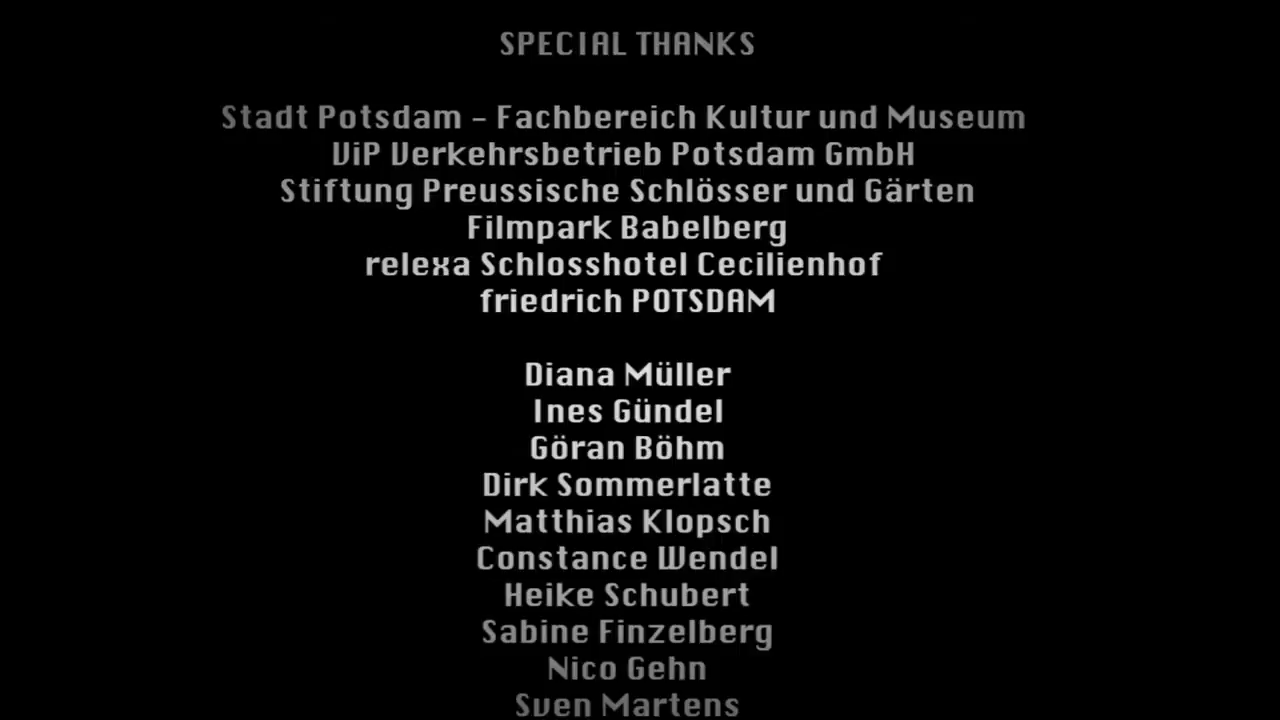 SPECIAL THANKS
Stadt Potsdam - Fachbereich Kultur und Museum
ViP Verkehrsbetrieb Potsdam GmbH
Stiftung Preussische Schlösser und Gärten
Filmpark Babelberg
relexa Schlosshotel Cecilienhof
friedrich POTSDAM
Diana Müller
Ines Gündel
Göran Böhm
Dirk Sommerlatte
Matthias Klopsch
Constance Wendel
Heike Schubert
Sabine Finzelberg
Nico Gehn
Sven Martens